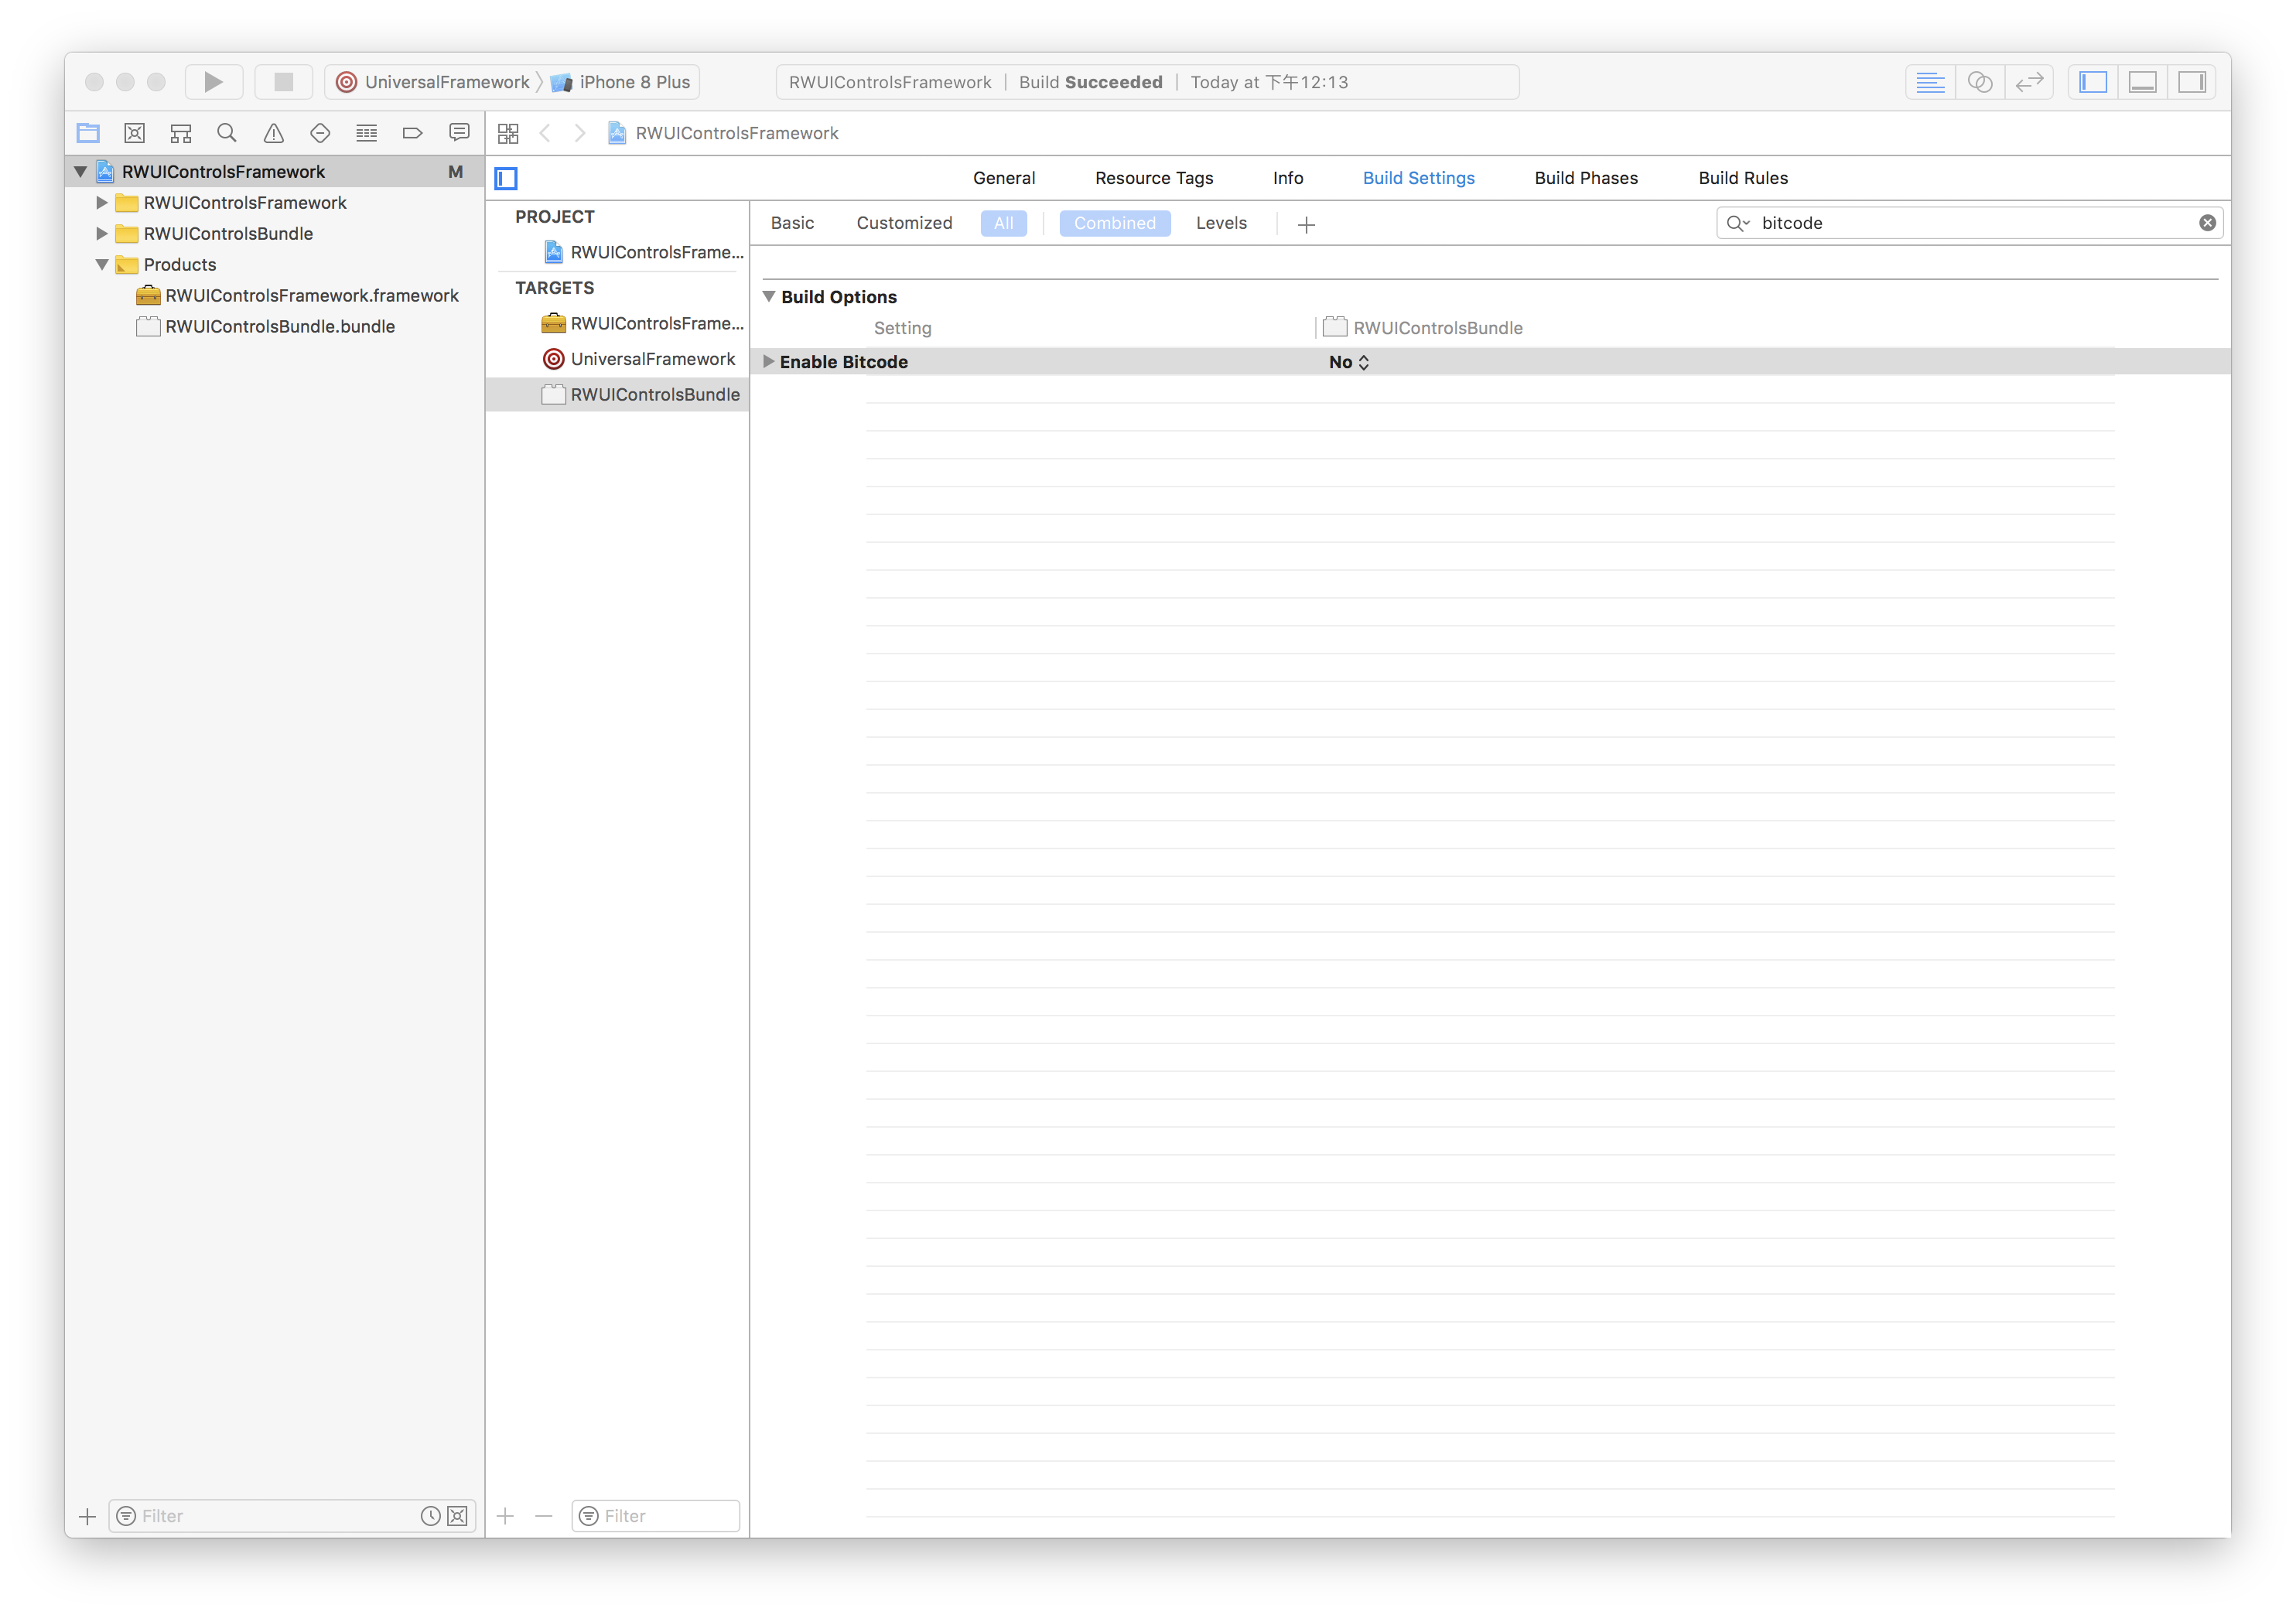 UniversalFramework iPhone 8 Plus
RWUIControlsFramework | Build Succeeded | Today at 下午12:13
RWUIControlsFramework
RWUIControlsFramework M
RWUIControlsFramework
RWUIControlsBundle
Products
RWUIControlsFramework.framework
RWUIControlsBundle.bundle
General Resource Tags Info Build Settings Build Phases Build Rules
PROJECT
RWUIControlsFrame...
TARGETS
RWUIControlsFrame...
UniversalFramework
RWUIControlsBundle
Basic Customized All Combined Levels
bitcode
Build Options
Setting RWUIControlsBundle
Enable Bitcode No
Filter
Filter